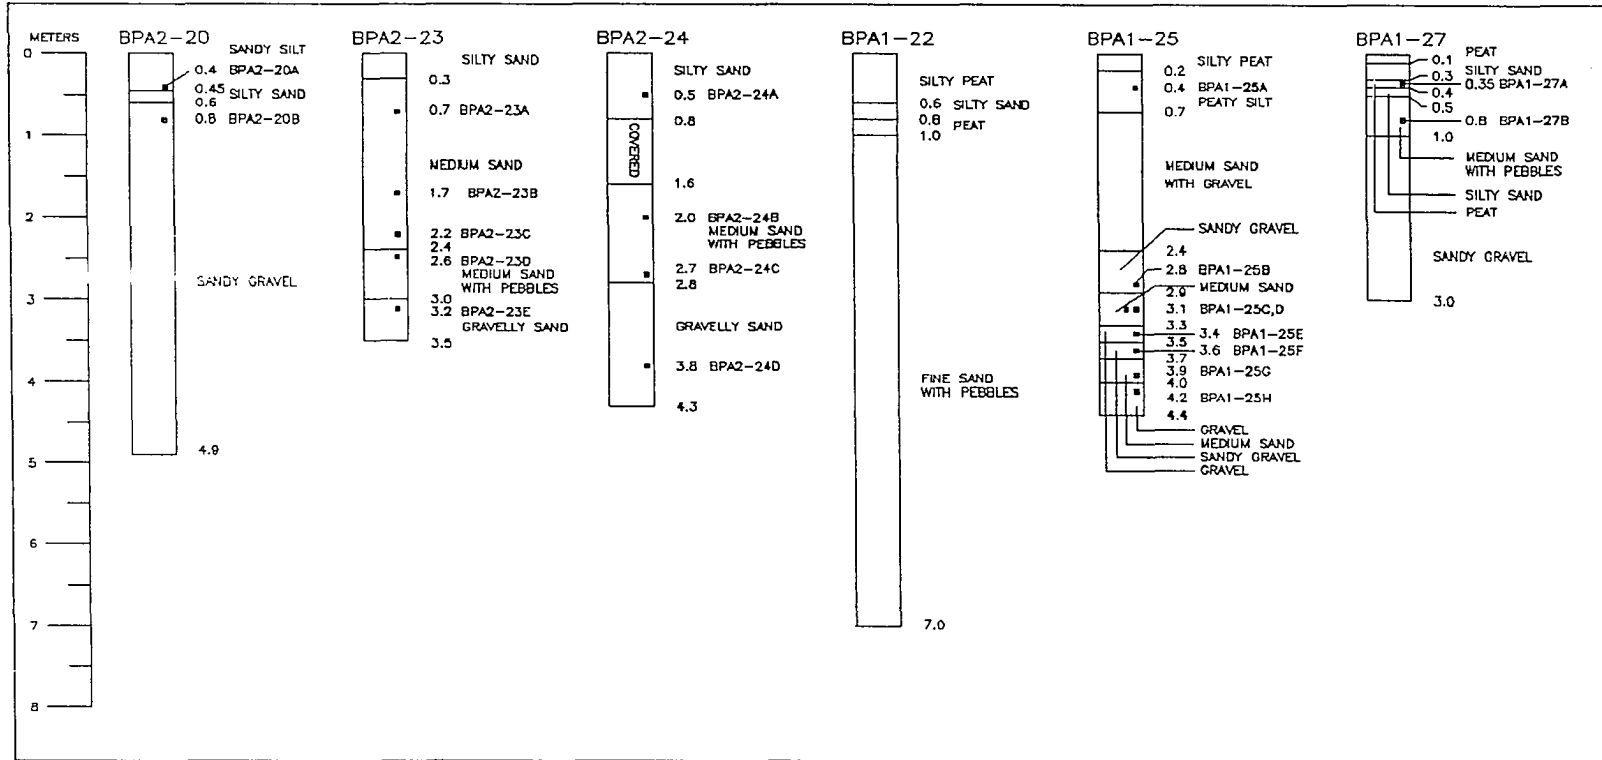 METERS
0
1
2
3
4
5
6
7
8
BPA2-20
SANDY SILT
0.4 BPA2-20A
0.45 SILTY SAND
0.6
0.8 BPA2-20B
SANDY GRAVEL
4.9
BPA2-23
SILTY SAND
0.3
0.7 BPA2-23A
MEDIUM SAND
1.7 BPA2-23B
2.2 BPA2-23C
2.4
2.6 BPA2-23D
MEDIUM SAND
WITH PEBBLES
3.0
3.2 BPA2-23E
GRAVELLY SAND
3.5
BPA2-24
SILTY SAND
0.5 BPA2-24A
0.8
COVERED
1.6
2.0 BPA2-24B
MEDIUM SAND
WITH PEBBLES
2.7 BPA2-24C
2.8
GRAVELLY SAND
3.8 BPA2-24D
4.3
BPA1-22
SILTY PEAT
0.6 SILTY SAND
0.8
PEAT
1.0
FINE SAND
WITH PEBBLES
7.0
BPA1-25
SILTY PEAT
0.2
0.4 BPA1-25A
PEATY SILT
0.7
MEDIUM SAND
WITH GRAVEL
SANDY GRAVEL
2.4
2.8 BPA1-25B
MEDIUM SAND
2.9
3.1 BPA1-25C,D
3.3
3.4 BPA1-25E
3.5
3.6 BPA1-25F
3.7
3.9 BPA1-25G
4.0
4.2 BPA1-25H
4.4
GRAVEL
MEDIUM SAND
SANDY GRAVEL
GRAVEL
BPA1-27
PEAT
0.1
SILTY SAND
0.3
0.35 BPA1-27A
0.4
0.5
0.8 BPA1-27B
1.0
MEDIUM SAND
WITH PEBBLES
SILTY SAND
PEAT
SANDY GRAVEL
3.0